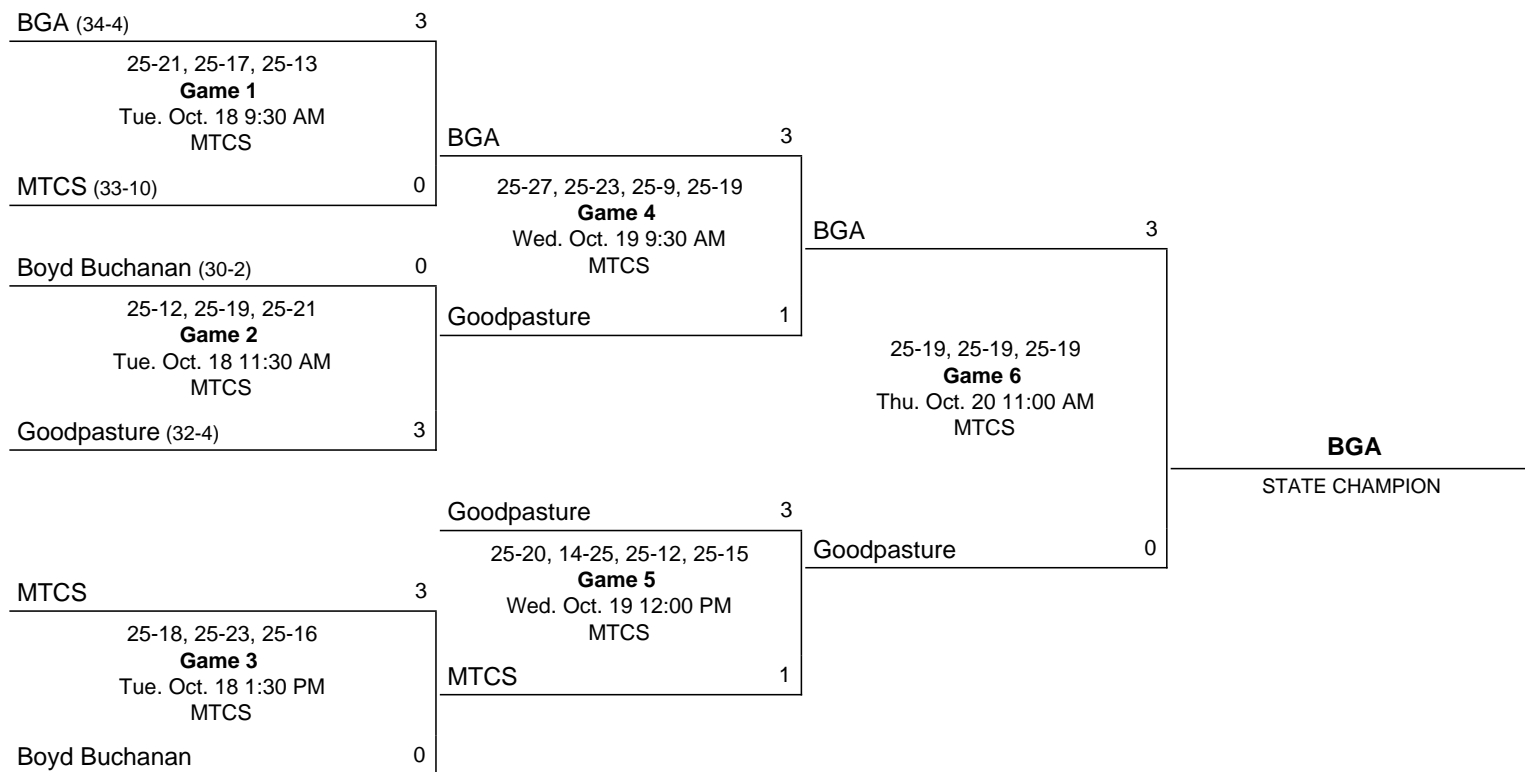 BGA (34-4) 3
25-21, 25-17, 25-13
Game 1
Tue. Oct. 18 9:30 AM
MTCS
MTCS (33-10) 0
Boyd Buchanan (30-2) 0
25-12, 25-19, 25-21
Game 2
Tue. Oct. 18 11:30 AM
MTCS
Goodpasture (32-4) 3
MTCS 3
25-18, 25-23, 25-16
Game 3
Tue. Oct. 18 1:30 PM
MTCS
Boyd Buchanan 0
BGA 3
25-27, 25-23, 25-9, 25-19
Game 4
Wed. Oct. 19 9:30 AM
MTCS
Goodpasture 1
Goodpasture 3
25-20, 14-25, 25-12, 25-15
Game 5
Wed. Oct. 19 12:00 PM
MTCS
MTCS 1
BGA 3
25-19, 25-19, 25-19
Game 6
Thu. Oct. 20 11:00 AM
MTCS
Goodpasture 0
BGA
STATE CHAMPION